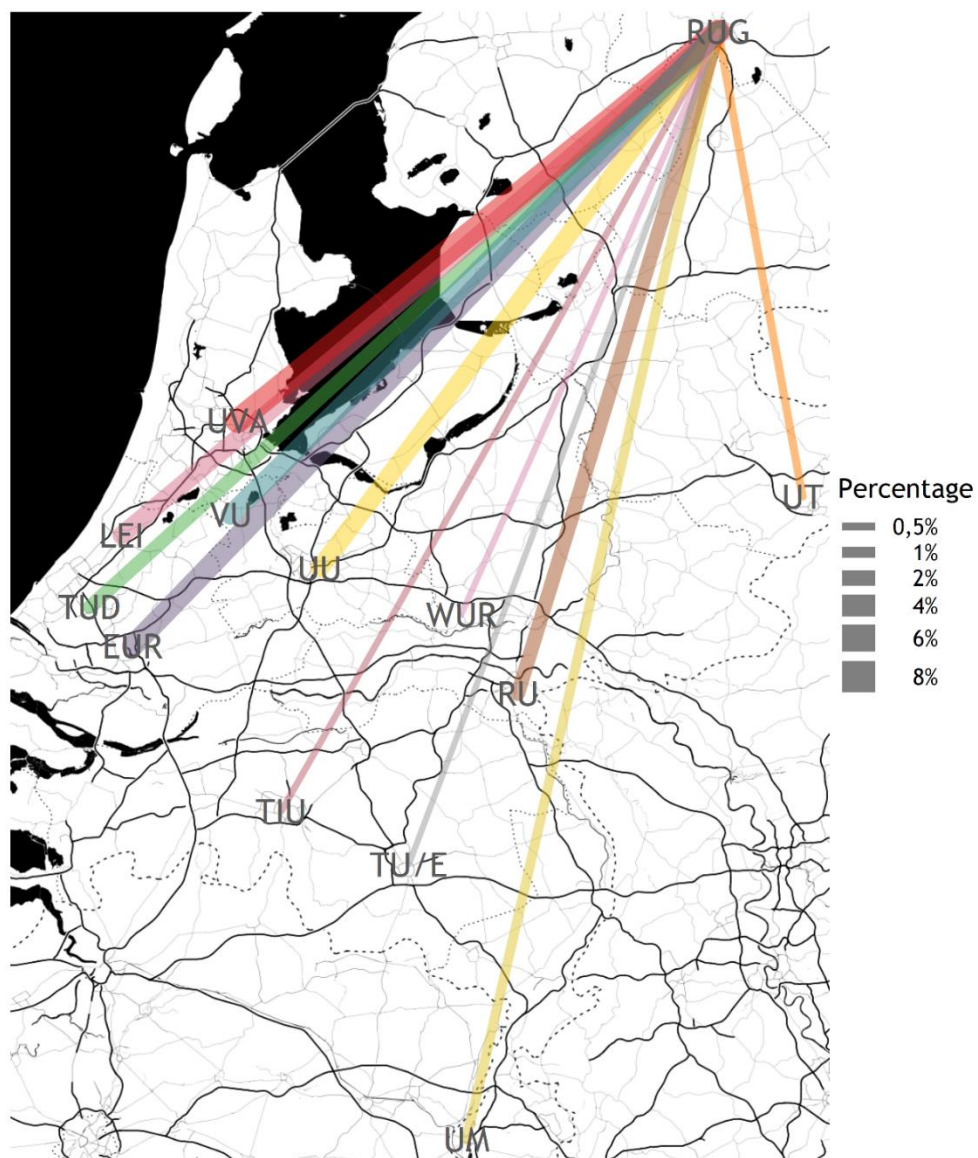 RUG
UVA
UT
Percentage
0,5%
1%
2%
4%
6%
8%
VU
LEI
UU
TUD
WUR
EUR
RU
TIU
TU/E
UM